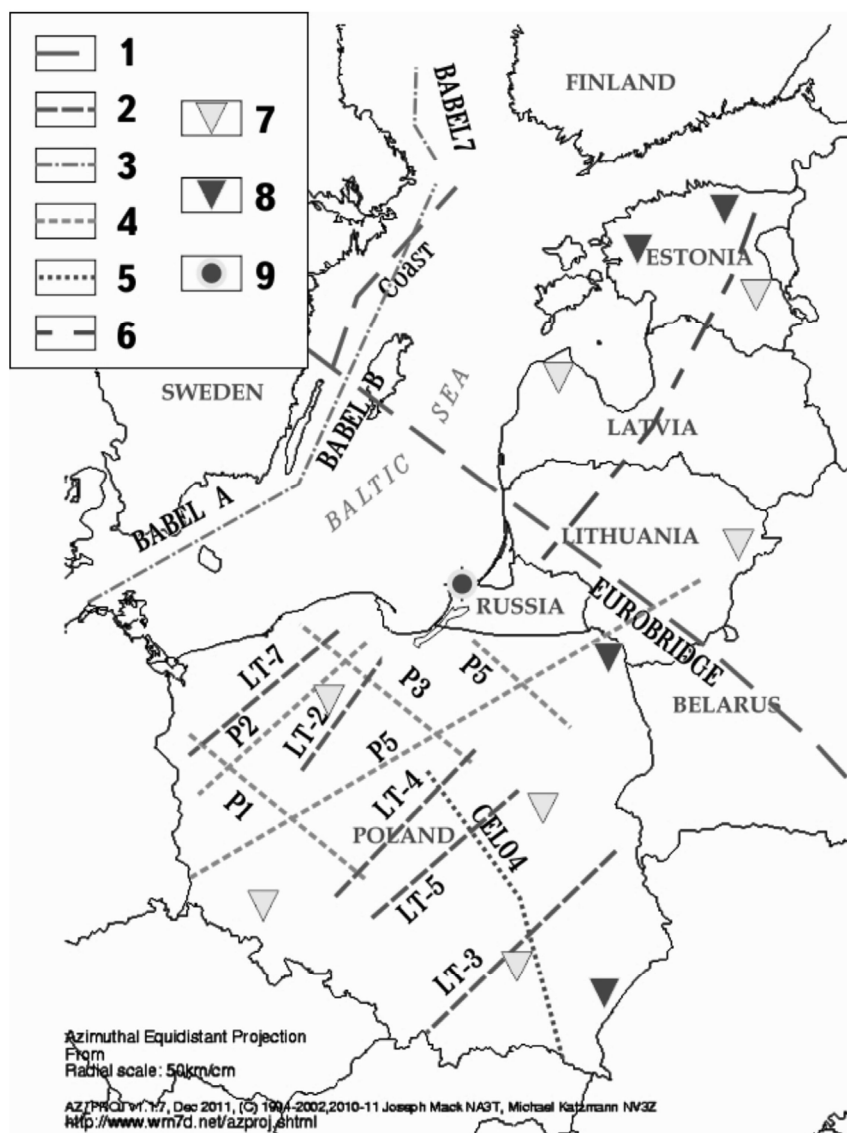 1
2
3
4
5
6
7
8
9
FINLAND
BABEL7
Coast
ESTONIA
SWEDEN
BABEL B
BALTIC SEA
LATVIA
BABEL A
LITHUANIA
RUSSIA
EUROBRIDGE
BELARUS
LT-7
P2
LT-2
P3
P5
P5
P1
LT-4
POLAND
CEL04
LT-5
LT-3
Azimuthal Equidistant Projection
From
Radial scale: 50km/cm
AZ_PROJ v1.1.7, Dec 2011, (C) 1994-2002,2010-11 Joseph Mack NA3T, Michael Katzmann NV3Z
http://www.wm7d.net/azproj.shtml